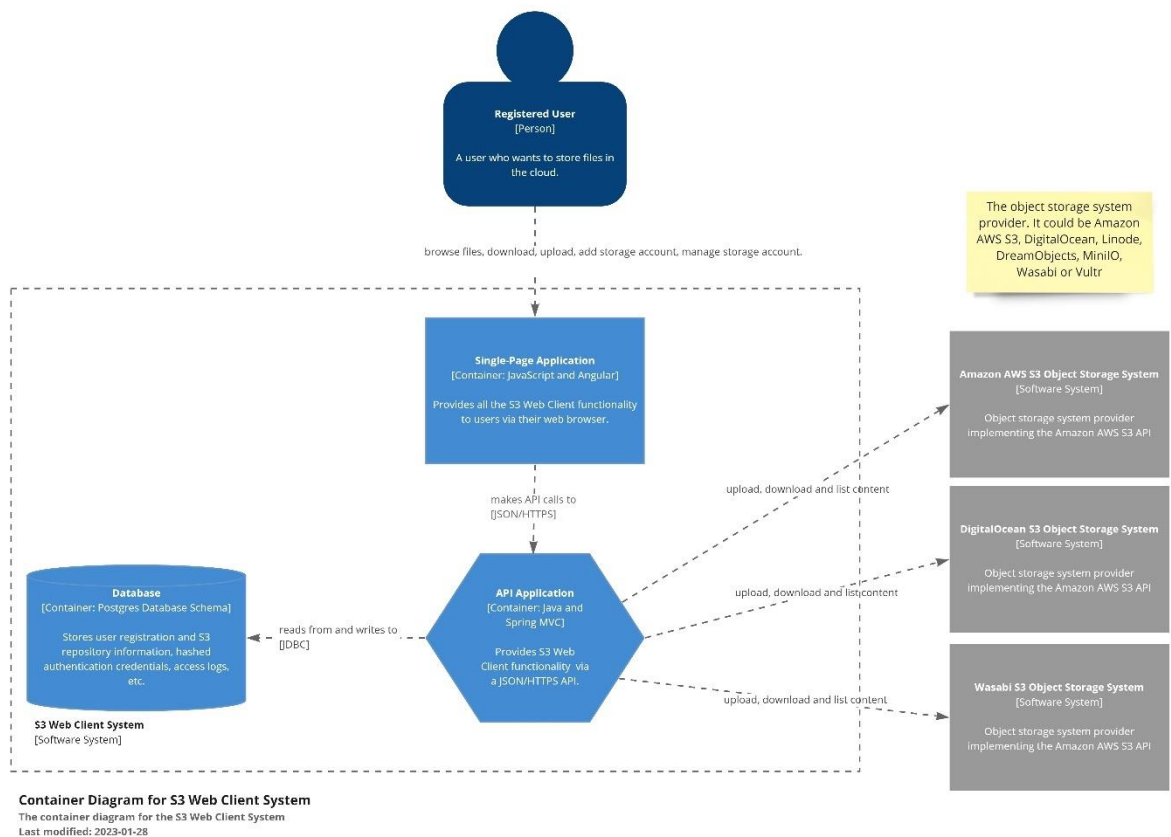 Registered User
[Person]
A user who wants to store files in
the cloud.
The object storage system
provider. It could be Amazon
AWS S3, DigitalOcean, Linode,
DreamObjects, MiniIO,
Wasabi or Vultr
browse files, download, upload, add storage account, manage storage account.
Single-Page Application
[Container: JavaScript and Angular]
Provides all the S3 Web Client functionality
to users via their web browser.
Amazon AWS S3 Object Storage System
[Software System]
Object storage system provider
implementing the Amazon AWS S3 API
makes API calls to
[JSON/HTTPS]
upload, download and list content
DigitalOcean S3 Object Storage System
[Software System]
Object storage system provider
implementing the Amazon AWS S3 API
Database
[Container: Postgres Database Schema]
Stores user registration and S3
repository information, hashed
authentication credentials, access logs,
etc.
reads from and writes to
[JDBC]
API Application
[Container: Java and
Spring MVC]
Provides S3 Web
Client functionality via
a JSON/HTTPS API.
upload, download and list content
upload, download and list content
Wasabi S3 Object Storage System
[Software System]
Object storage system provider
implementing the Amazon AWS S3 API
S3 Web Client System
[Software System]
Container Diagram for S3 Web Client System
The container diagram for the S3 Web Client System
Last modified: 2023-01-28